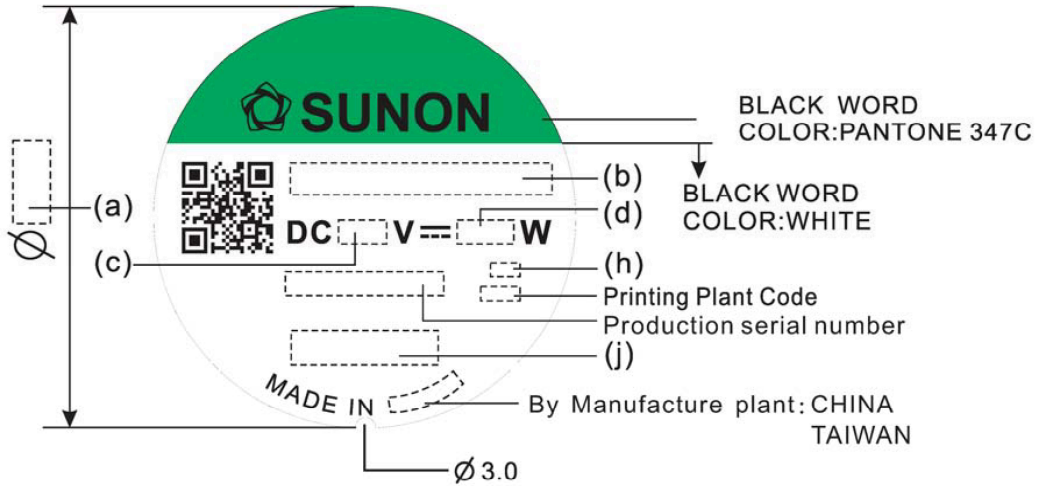 SUNON
BLACK WORD
COLOR:PANTONE 347C
BLACK WORD
COLOR:WHITE
(a)
(b)
DC V⎓ W
(d)
(c)
(h)
Printing Plant Code
Production serial number
(j)
MADE IN
By Manufacture plant: CHINA
TAIWAN
Ø
Ø 3.0